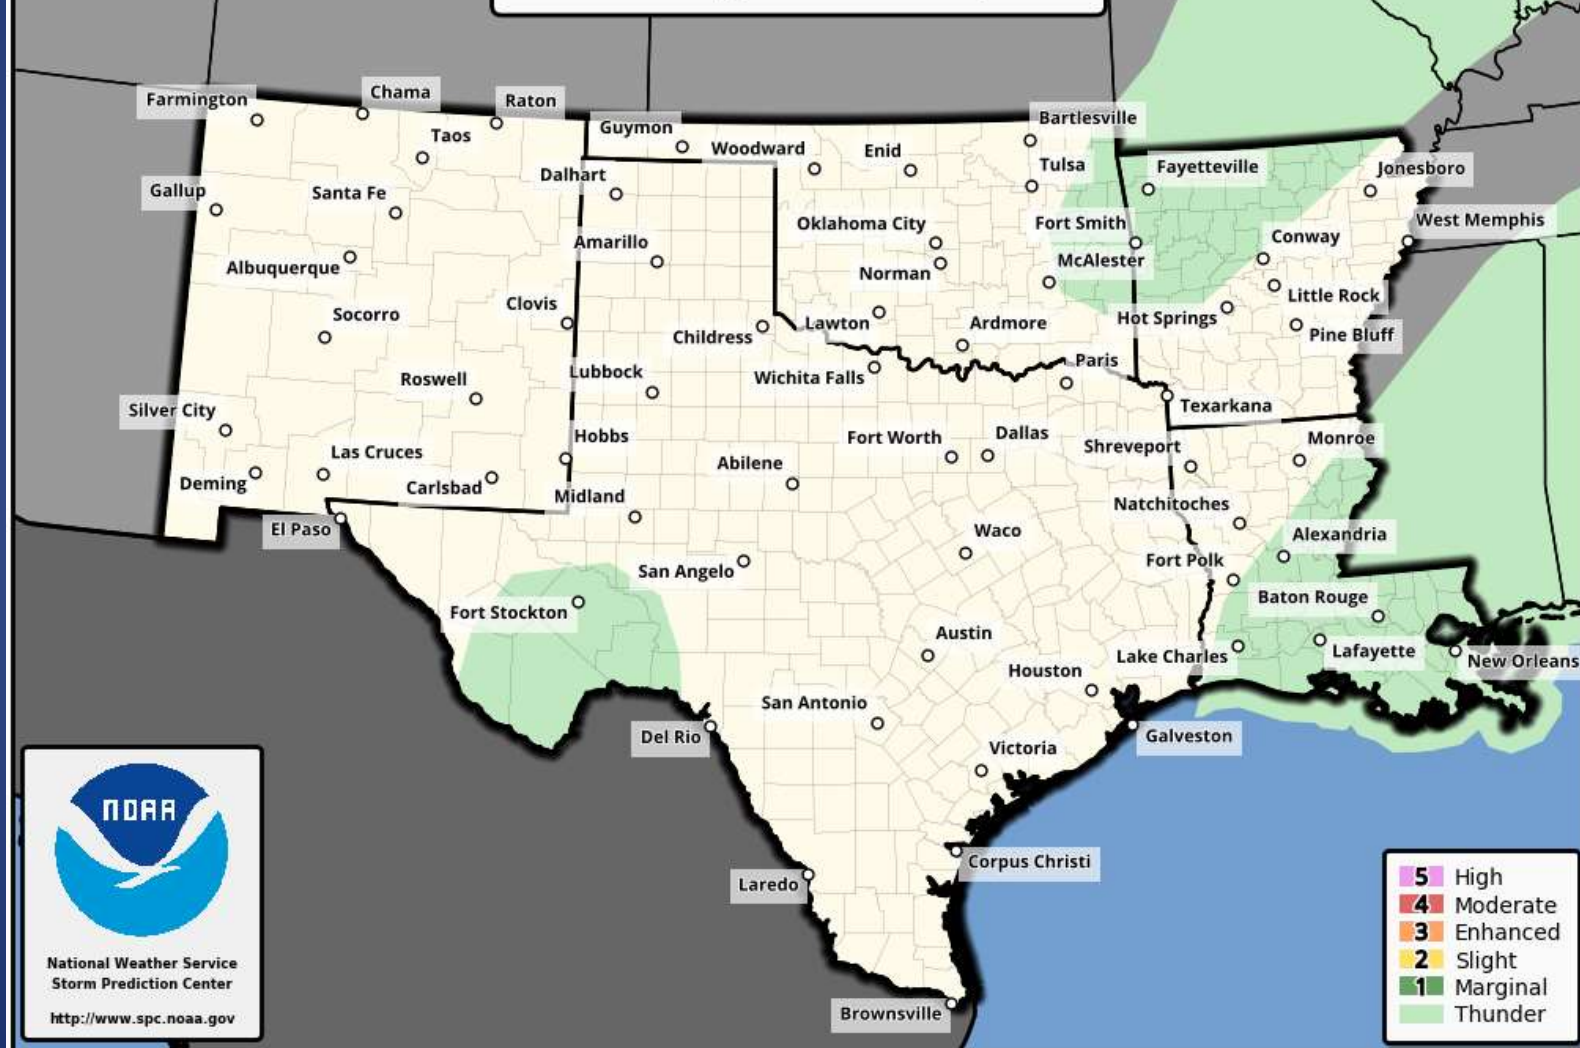 Farmington
Chama
Raton
Taos
Guymon
Woodward
Enid
Bartlesville
Tulsa
Fayetteville
Jonesboro
Gallup
Santa Fe
Dalhart
Oklahoma City
Fort Smith
West Memphis
Conway
Albuquerque
Amarillo
Norman
McAlester
Little Rock
Socorro
Clovis
Childress
Lawton
Ardmore
Hot Springs
Pine Bluff
Roswell
Lubbock
Wichita Falls
Paris
Texarkana
Silver City
Las Cruces
Hobbs
Fort Worth
Dallas
Shreveport
Monroe
Deming
Carlsbad
Midland
Abilene
Natchitoches
El Paso
San Angelo
Waco
Fort Polk
Alexandria
Fort Stockton
Austin
Baton Rouge
Houston
Lake Charles
Lafayette
New Orleans
San Antonio
Del Rio
Victoria
Galveston
Corpus Christi
Laredo
Brownsville
NOAA
National Weather Service
Storm Prediction Center
http://www.spc.noaa.gov
5 High
4 Moderate
3 Enhanced
2 Slight
1 Marginal
Thunder